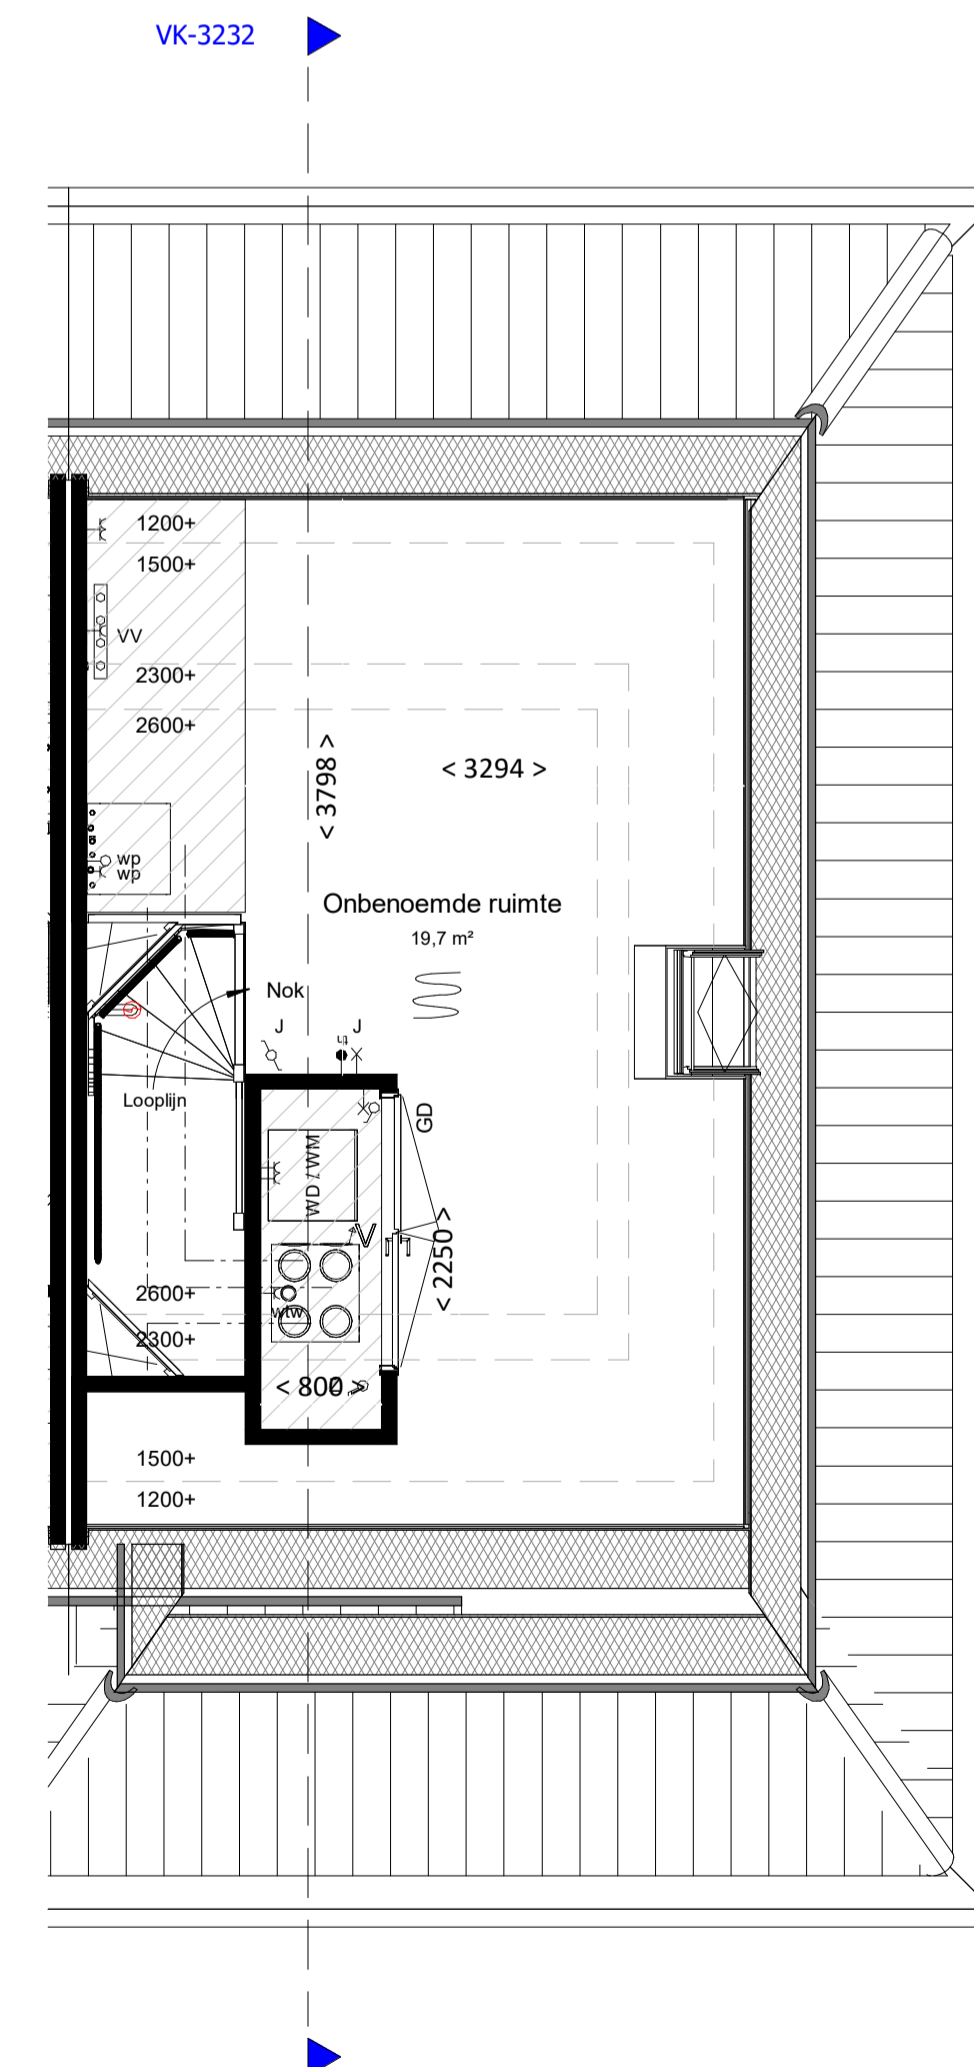 VK-3232
1200+
1500+
VV
2300+
2600+
< 3798 >
< 3294 >
wp
wp
Onbenoemde ruimte
19,7 m²
Nok
J
J
Looplijn
GD
WD / WM
V
< 2250 >
2600+
wtw
2300+
< 800 >
1500+
1200+